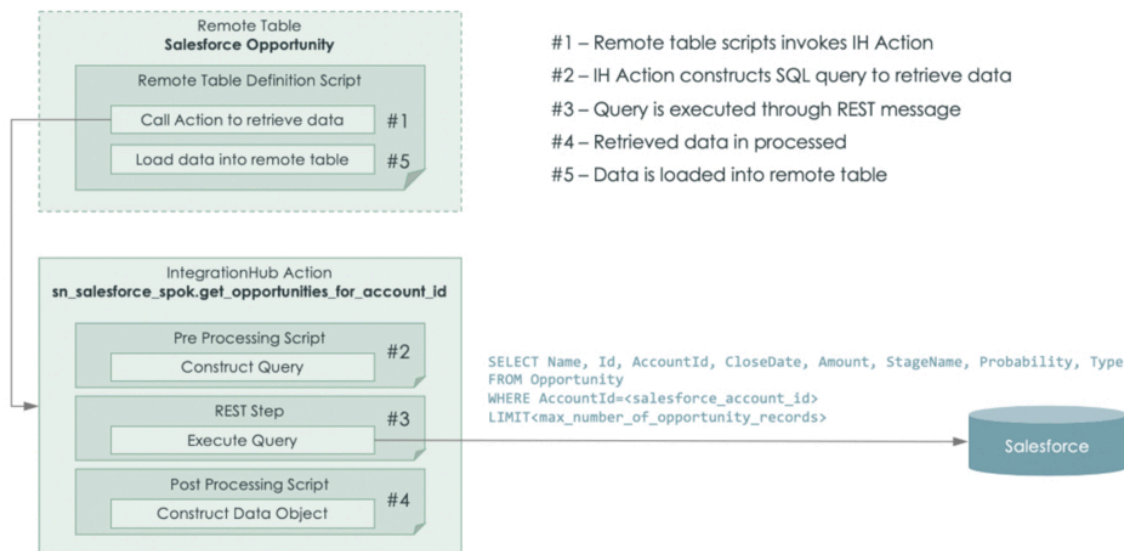 Remote Table
Salesforce Opportunity
Remote Table Definition Script
Call Action to retrieve data
#1
Load data into remote table
#5
#1 – Remote table scripts invokes IH Action
#2 – IH Action constructs SQL query to retrieve data
#3 – Query is executed through REST message
#4 – Retrieved data in processed
#5 – Data is loaded into remote table
IntegrationHub Action
sn_salesforce_spok.get_opportunities_for_account_id
Pre Processing Script
Construct Query
#2
REST Step
Execute Query
#3
Post Processing Script
Construct Data Object
#4
SELECT Name, Id, AccountId, CloseDate, Amount, StageName, Probability, Type
FROM Opportunity
WHERE AccountId=<salesforce_account_id>
LIMIT<max_number_of_opportunity_records>
Salesforce